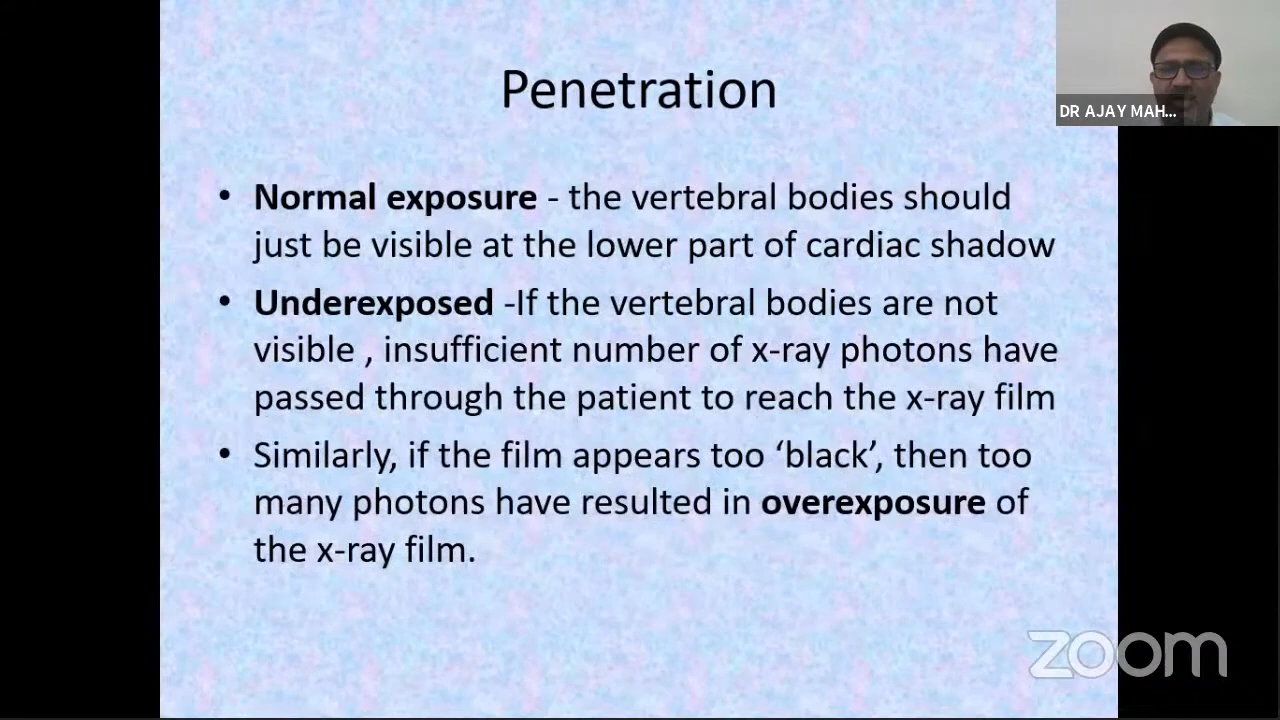 Penetration
DR AJAY MAH...
• Normal exposure - the vertebral bodies should
just be visible at the lower part of cardiac shadow
• Underexposed -If the vertebral bodies are not
visible , insufficient number of x-ray photons have
passed through the patient to reach the x-ray film
• Similarly, if the film appears too ‘black’, then too
many photons have resulted in overexposure of
the x-ray film.
zoom